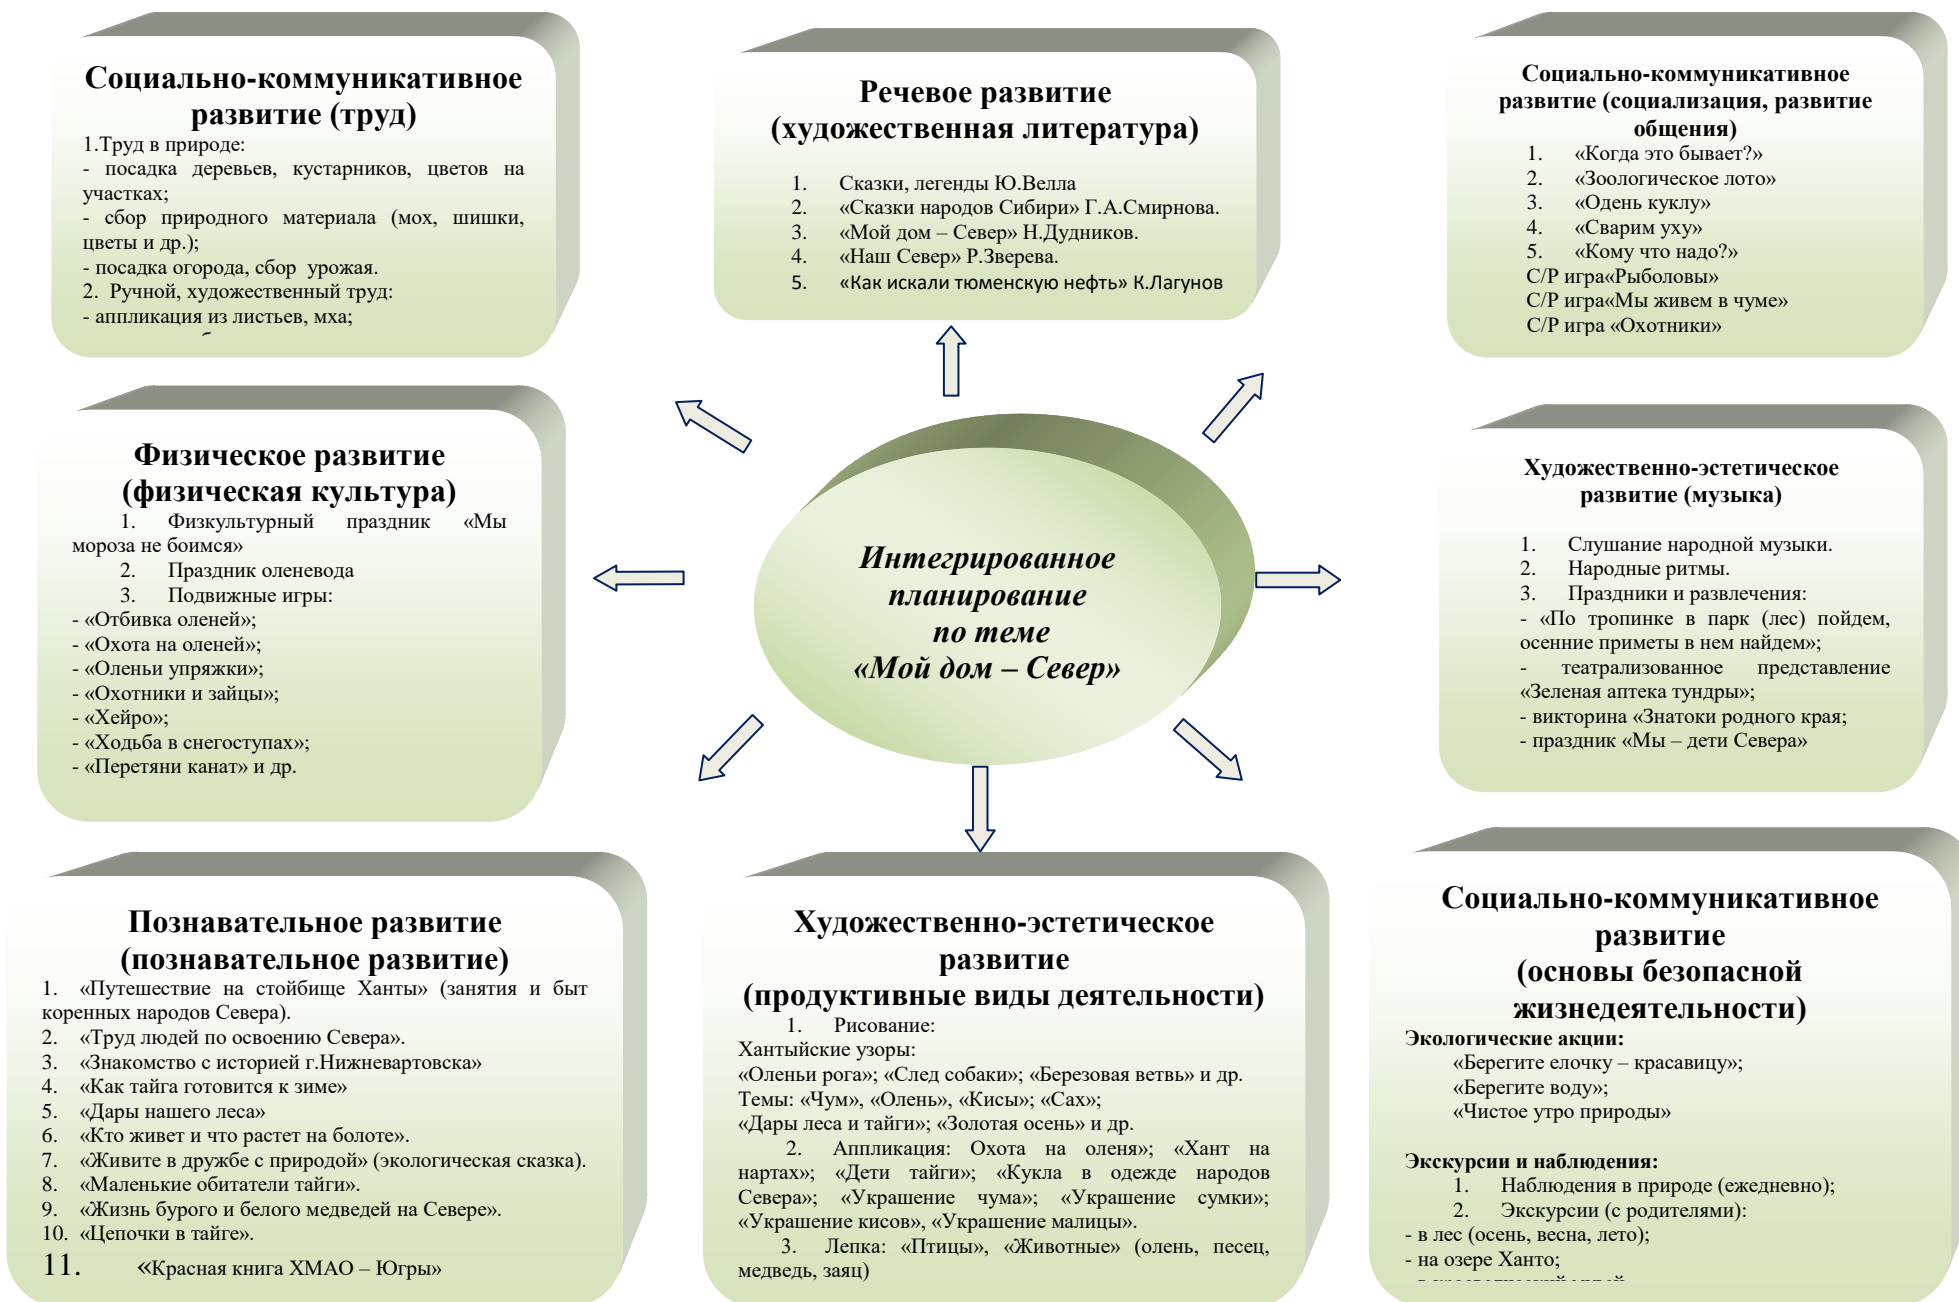 Социально-коммуникативное
развитие (труд)
1.Труд в природе:
- посадка деревьев, кустарников, цветов на
участках;
- сбор природного материала (мох, шишки,
цветы и др.);
- посадка огорода, сбор урожая.
2. Ручной, художественный труд:
- аппликация из листьев, мха;
Речевое развитие
(художественная литература)
1. Сказки, легенды Ю.Велла
2. «Сказки народов Сибири» Г.А.Смирнова.
3. «Мой дом – Север» Н.Дудников.
4. «Наш Север» Р.Зверева.
5. «Как искали тюменскую нефть» К.Лагунов
Социально-коммуникативное
развитие (социализация, развитие
общения)
1. «Когда это бывает?»
2. «Зоологическое лото»
3. «Одень куклу»
4. «Сварим уху»
5. «Кому что надо?»
С/Р игра«Рыболовы»
С/Р игра«Мы живем в чуме»
С/Р игра «Охотники»
Физическое развитие
(физическая культура)
1. Физкультурный праздник «Мы
мороза не боимся»
2. Праздник оленевода
3. Подвижные игры:
- «Отбивка оленей»;
- «Охота на оленей»;
- «Оленьи упряжки»;
- «Охотники и зайцы»;
- «Хейро»;
- «Ходьба в снегоступах»;
- «Перетяни канат» и др.
Интегрированное
планирование
по теме
«Мой дом – Север»
Художественно-эстетическое
развитие (музыка)
1. Слушание народной музыки.
2. Народные ритмы.
3. Праздники и развлечения:
- «По тропинке в парк (лес) пойдем,
осенние приметы в нем найдем»;
- театрализованное представление
«Зеленая аптека тундры»;
- викторина «Знатоки родного края;
- праздник «Мы – дети Севера»
Познавательное развитие
(познавательное развитие)
1. «Путешествие на стойбище Ханты» (занятия и быт
коренных народов Севера).
2. «Труд людей по освоению Севера».
3. «Знакомство с историей г.Нижневартовска»
4. «Как тайга готовится к зиме»
5. «Дары нашего леса»
6. «Кто живет и что растет на болоте».
7. «Живите в дружбе с природой» (экологическая сказка).
8. «Маленькие обитатели тайги».
9. «Жизнь бурого и белого медведей на Севере».
10. «Цепочки в тайге».
11. «Красная книга ХМАО – Югры»
Художественно-эстетическое
развитие
(продуктивные виды деятельности)
1. Рисование:
Хантыйские узоры:
«Оленьи рога»; «След собаки»; «Березовая ветвь» и др.
Темы: «Чум», «Олень», «Кисы»; «Сах»;
«Дары леса и тайги»; «Золотая осень» и др.
2. Аппликация: Охота на оленя»; «Хант на
нартах»; «Дети тайги»; «Кукла в одежде народов
Севера»; «Украшение чума»; «Украшение сумки»;
«Украшение кисов», «Украшение малицы».
3. Лепка: «Птицы», «Животные» (олень, песец,
медведь, заяц)
Социально-коммуникативное
развитие
(основы безопасной
жизнедеятельности)
Экологические акции:
«Берегите елочку – красавицу»;
«Берегите воду»;
«Чистое утро природы»
Экскурсии и наблюдения:
1. Наблюдения в природе (ежедневно);
2. Экскурсии (с родителями):
- в лес (осень, весна, лето);
- на озере Ханто;